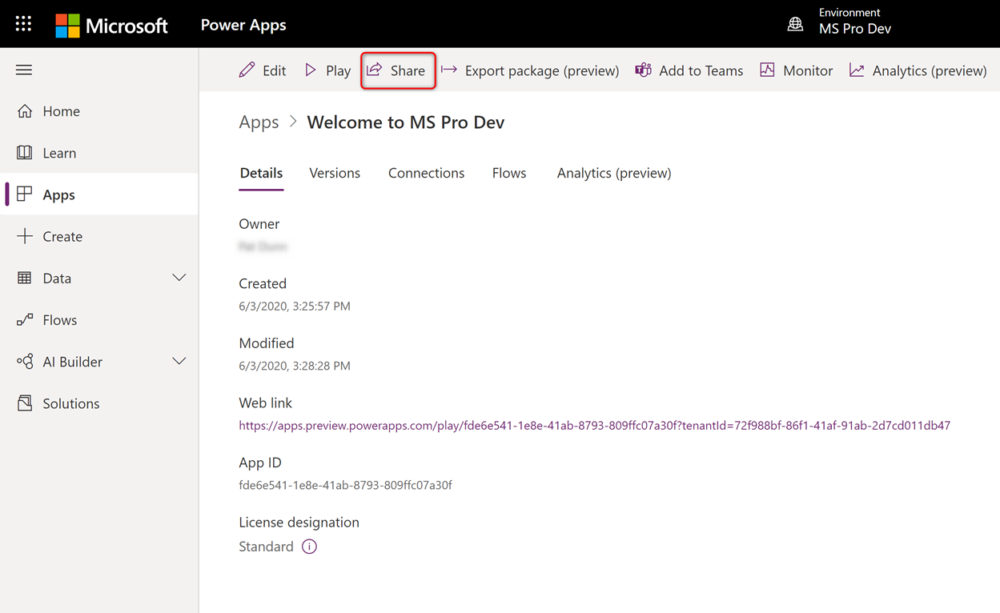 Microsoft
Power Apps
Environment
MS Pro Dev
Edit
Play
Share
Export package (preview)
Add to Teams
Monitor
Analytics (preview)
Home
Learn
Apps
Create
Data
Flows
AI Builder
Solutions
Apps > Welcome to MS Pro Dev
Details
Versions
Connections
Flows
Analytics (preview)
Owner
Created
6/3/2020, 3:25:57 PM
Modified
6/3/2020, 3:28:28 PM
Web link
https://apps.preview.powerapps.com/play/fde6e541-1e8e-41ab-8793-809ffc07a30f?tenantId=72f988bf-86f1-41af-91ab-2d7cd011db47
App ID
fde6e541-1e8e-41ab-8793-809ffc07a30f
License designation
Standard